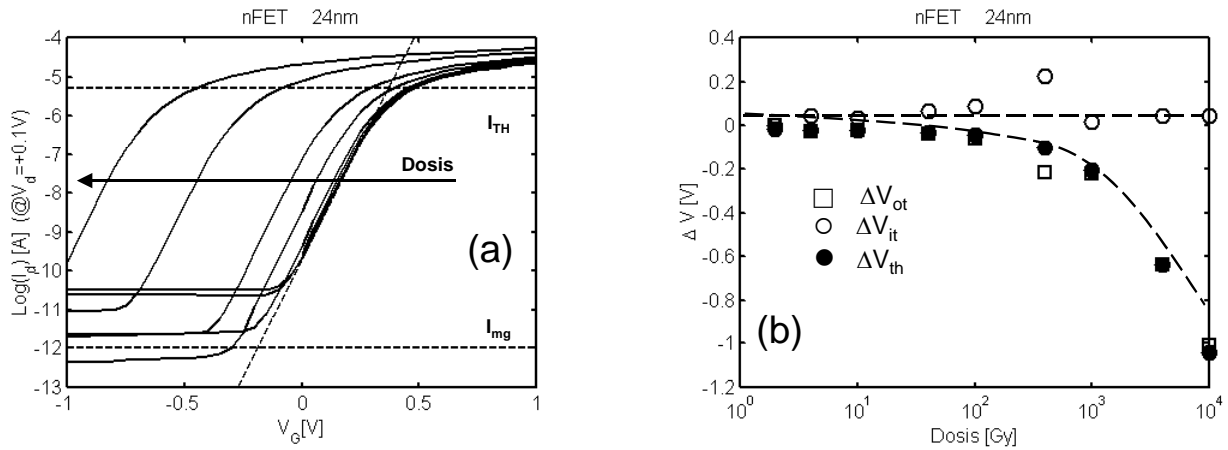 nFET 24nm
Log(I_d) [A] (@V_d=+0.1V)
-4
-5
-6
-7
-8
-9
-10
-11
-12
-13
I_TH
Dosis
(a)
I_mg
-1
-0.5
0
0.5
1
V_G[V]
nFET 24nm
Δ V [V]
0.4
0.2
0
-0.2
-0.4
-0.6
-0.8
-1
-1.2
ΔV_ot
ΔV_it
ΔV_th
(b)
10^0
10^1
10^2
10^3
10^4
Dosis [Gy]